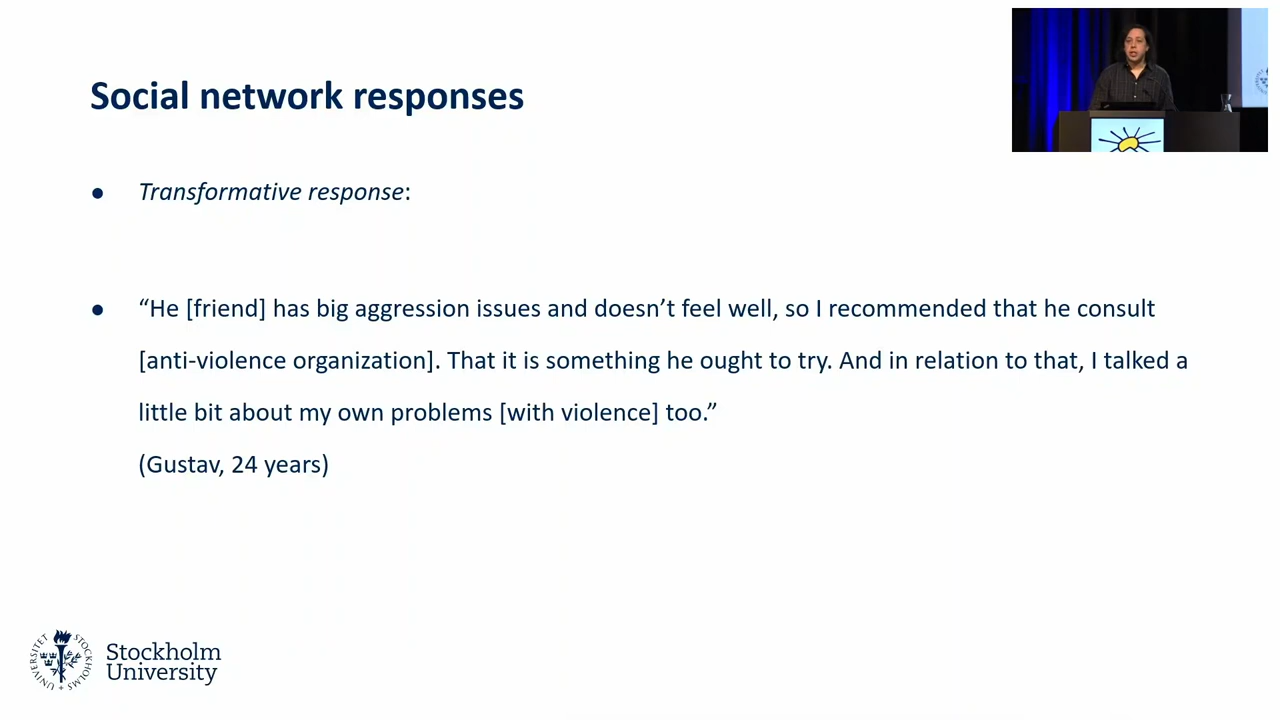 Social network responses
● Transformative response:
● “He [friend] has big aggression issues and doesn’t feel well, so I recommended that he consult
[anti-violence organization]. That it is something he ought to try. And in relation to that, I talked a
little bit about my own problems [with violence] too.”
(Gustav, 24 years)
STOCKHOLMS UNIVERSITET
Stockholm
University